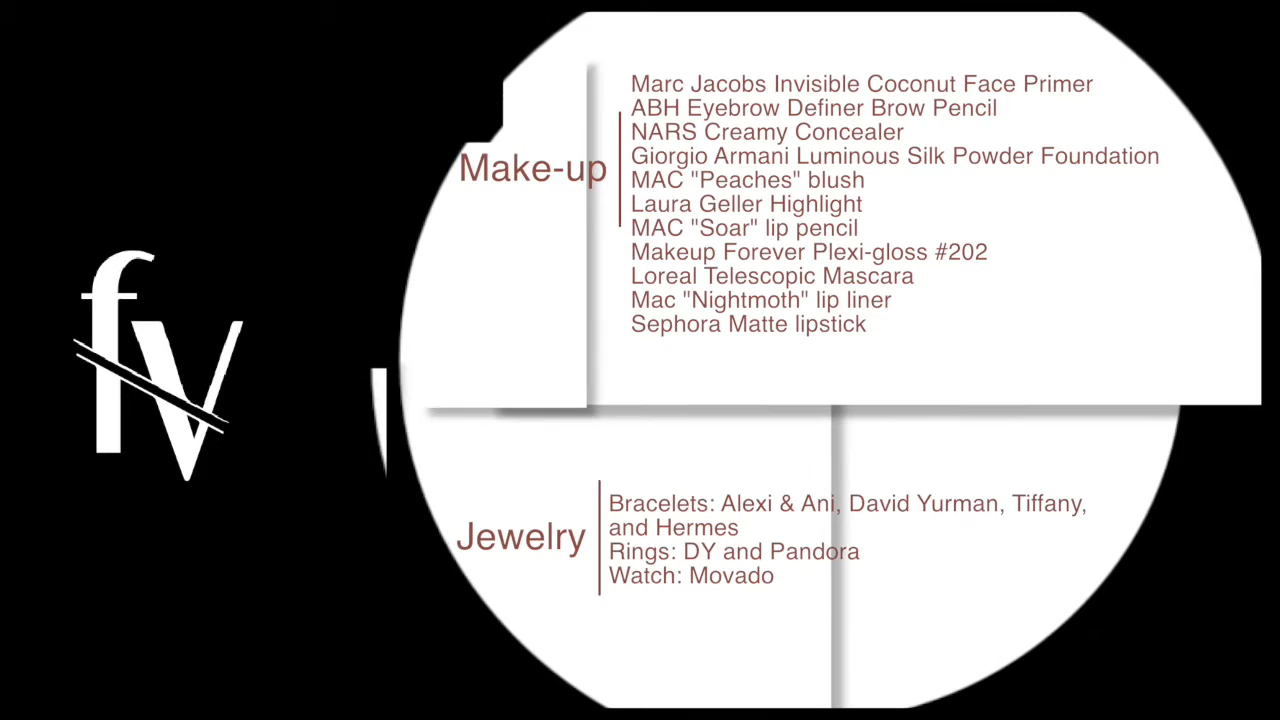 fv
Make-up
Marc Jacobs Invisible Coconut Face Primer
ABH Eyebrow Definer Brow Pencil
NARS Creamy Concealer
Giorgio Armani Luminous Silk Powder Foundation
MAC "Peaches" blush
Laura Geller Highlight
MAC "Soar" lip pencil
Makeup Forever Plexi-gloss #202
Loreal Telescopic Mascara
Mac "Nightmoth" lip liner
Sephora Matte lipstick
Jewelry
Bracelets: Alexi & Ani, David Yurman, Tiffany,
and Hermes
Rings: DY and Pandora
Watch: Movado